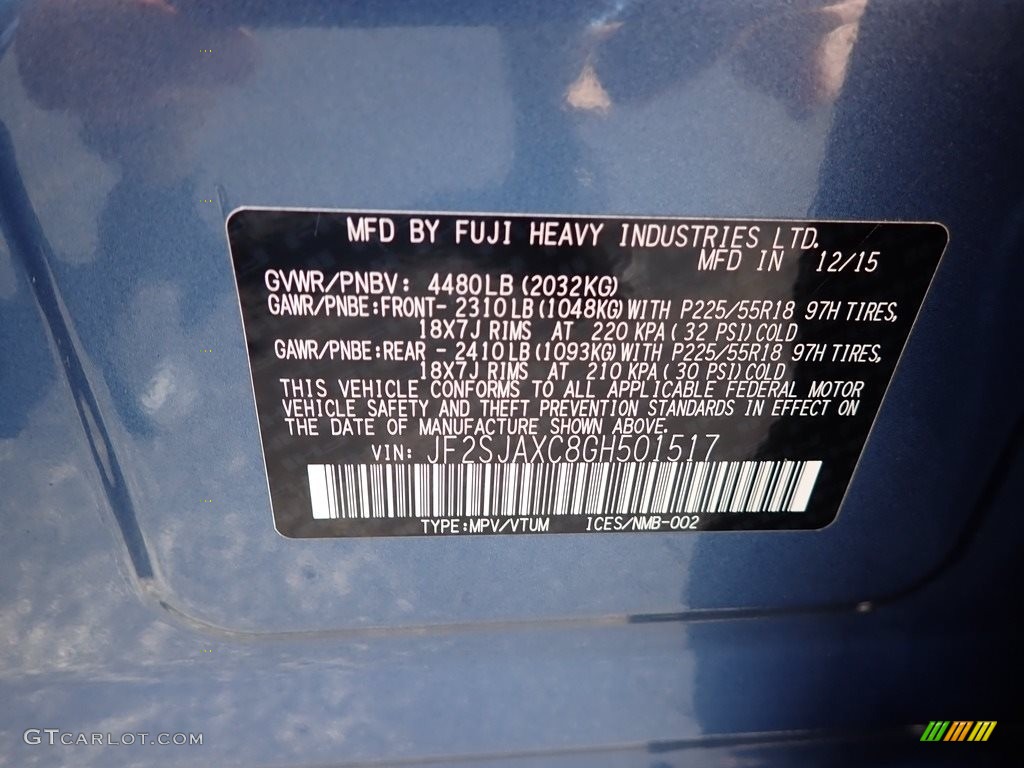 MFD BY FUJI HEAVY INDUSTRIES LTD.
MFD IN 12/15
GVWR/PNBV: 4480LB (2032KG)
GAWR/PNBE:FRONT- 2310LB (1048KG) WITH P225/55R18 97H TIRES,
18X7J RIMS AT 220 KPA ( 32 PSI) COLD
GAWR/PNBE:REAR - 2410LB (1093KG) WITH P225/55R18 97H TIRES,
18X7J RIMS AT 210 KPA ( 30 PSI) COLD
THIS VEHICLE CONFORMS TO ALL APPLICABLE FEDERAL MOTOR
VEHICLE SAFETY AND THEFT PREVENTION STANDARDS IN EFFECT ON
THE DATE OF MANUFACTURE SHOWN ABOVE.
VIN: JF2SJAXC8GH501517
TYPE:MPV/VTUM ICES/NMB-002
GTCARLOT.COM